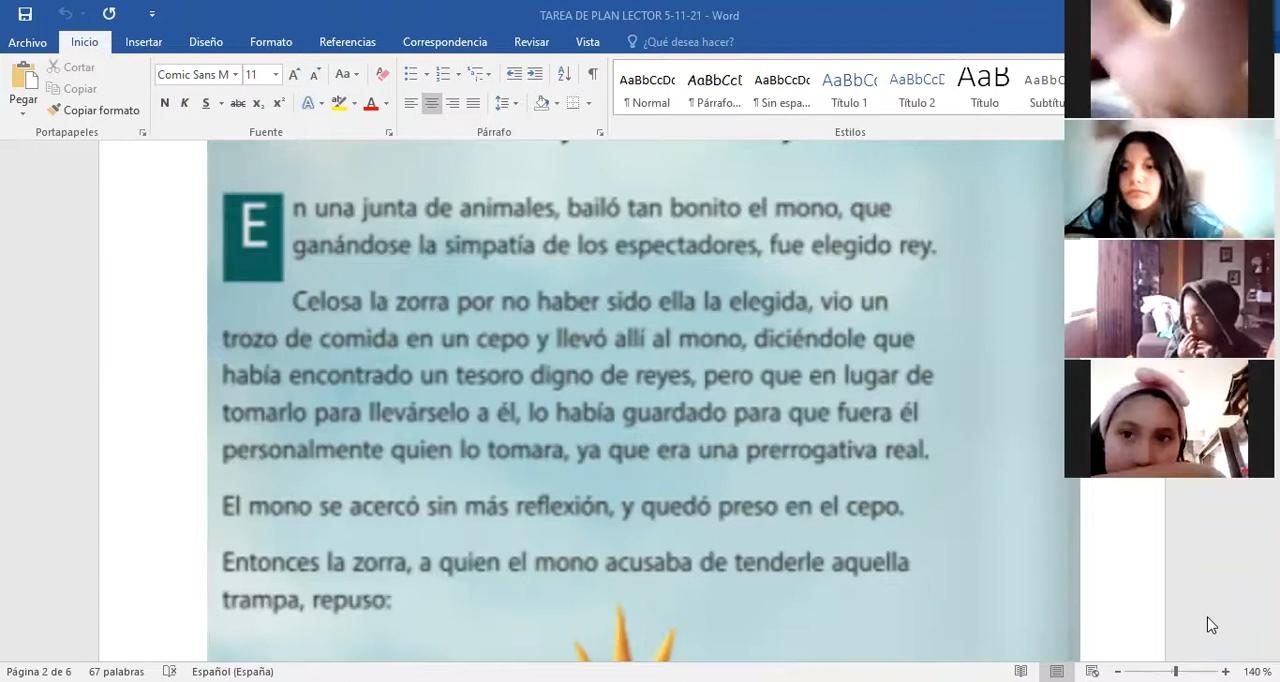 TAREA DE PLAN LECTOR 5-11-21 - Word
Archivo Inicio Insertar Diseño Formato Referencias Correspondencia Revisar Vista ¿Qué desea hacer?
Pegar
Cortar
Copiar
Copiar formato
Portapapeles
Comic Sans M 11
N K S abc x₂ x²
Fuente
Párrafo
AaBbCcDc AaBbCcL AaBbCcDc AaBbC AaBbCcD AaB AaBbC
¶ Normal ¶ Párrafo... ¶ Sin espa... Título 1 Título 2 Título Subtítu
Estilos
En una junta de animales, bailó tan bonito el mono, que
ganándose la simpatía de los espectadores, fue elegido rey.
Celosa la zorra por no haber sido ella la elegida, vio un
trozo de comida en un cepo y llevó allí al mono, diciéndole que
había encontrado un tesoro digno de reyes, pero que en lugar de
tomarlo para llevárselo a él, lo había guardado para que fuera él
personalmente quien lo tomara, ya que era una prerrogativa real.
El mono se acercó sin más reflexión, y quedó preso en el cepo.
Entonces la zorra, a quien el mono acusaba de tenderle aquella
trampa, repuso:
Página 2 de 6 67 palabras Español (España) 140 %